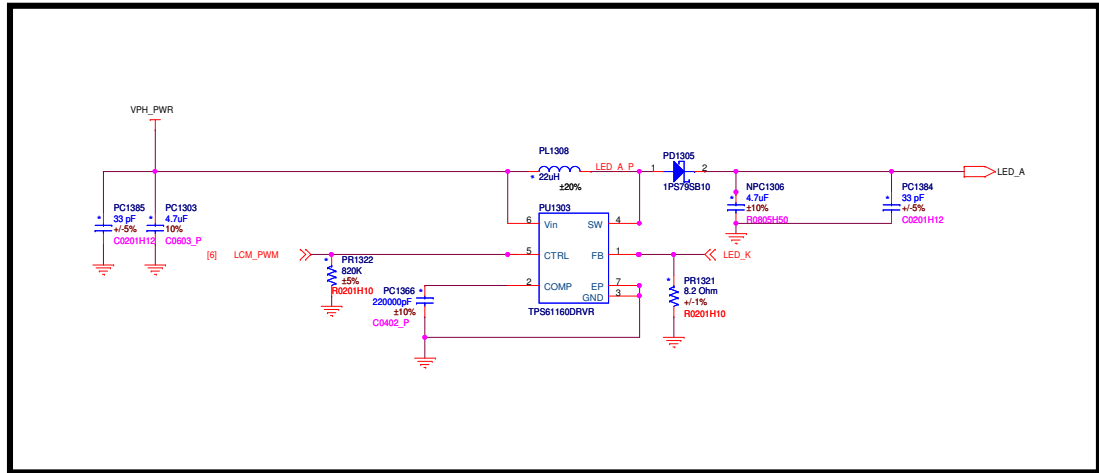 VPH_PWR
PL1308
LED_A_P
* 22uH
±20%
PD1305
1
2
1PS79SB10
LED_A
PC1385
33 pF
+/-5%
C0201H12
PC1303
4.7uF
10%
C0603_P
NPC1306
4.7uF
±10%
R0805H50
PC1384
33 pF
+/-5%
C0201H12
PU1303
6 Vin
SW 4
5 CTRL
FB 1
2 COMP
EP 7
GND 3
TPS61160DRVR
[6] LCM_PWM
PR1322
820K
±5%
R0201H10
PC1366
220000pF
±10%
C0402_P
LED_K
PR1321
8.2 Ohm
+/-1%
R0201H10